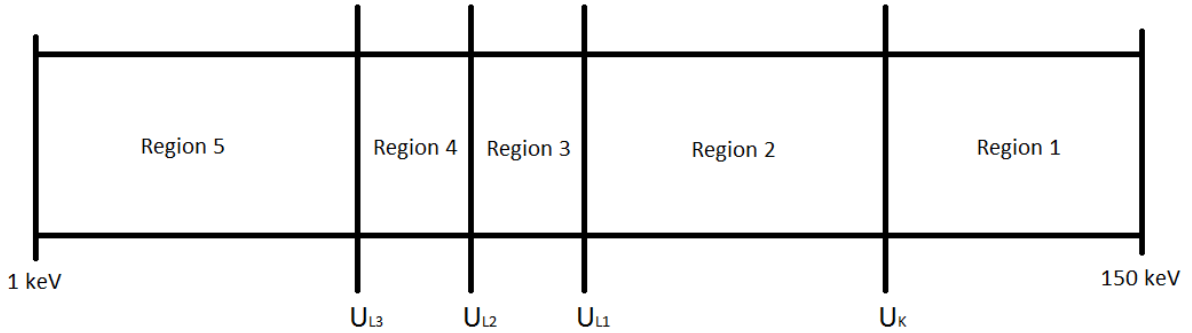 Region 5
Region 4
Region 3
Region 2
Region 1
1 keV
150 keV
UL3
UL2
UL1
UK